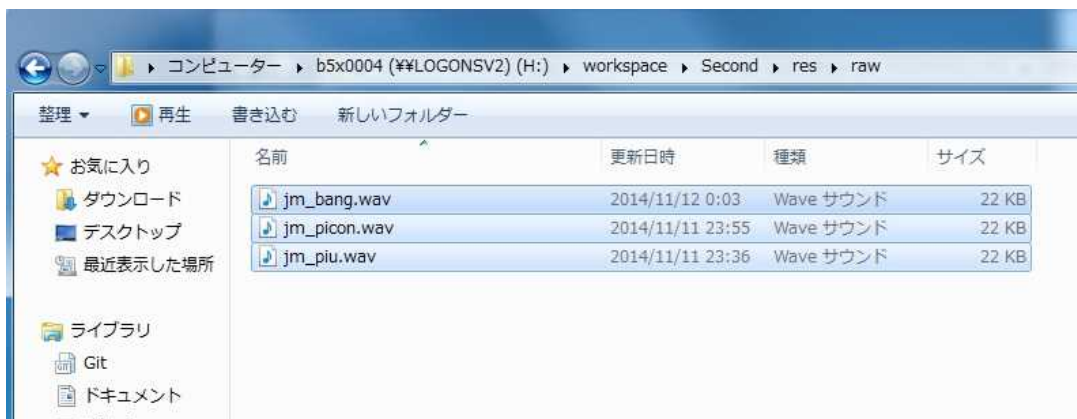 コンピューター ▸ b5x0004 (¥¥LOGONSV2) (H:) ▸ workspace ▸ Second ▸ res ▸ raw
整理 再生 書き込む 新しいフォルダー
お気に入り
ダウンロード
デスクトップ
最近表示した場所
ライブラリ
Git
ドキュメント
名前 更新日時 種類 サイズ
jm_bang.wav 2014/11/12 0:03 Wave サウンド 22 KB
jm_picon.wav 2014/11/11 23:55 Wave サウンド 22 KB
jm_piu.wav 2014/11/11 23:36 Wave サウンド 22 KB